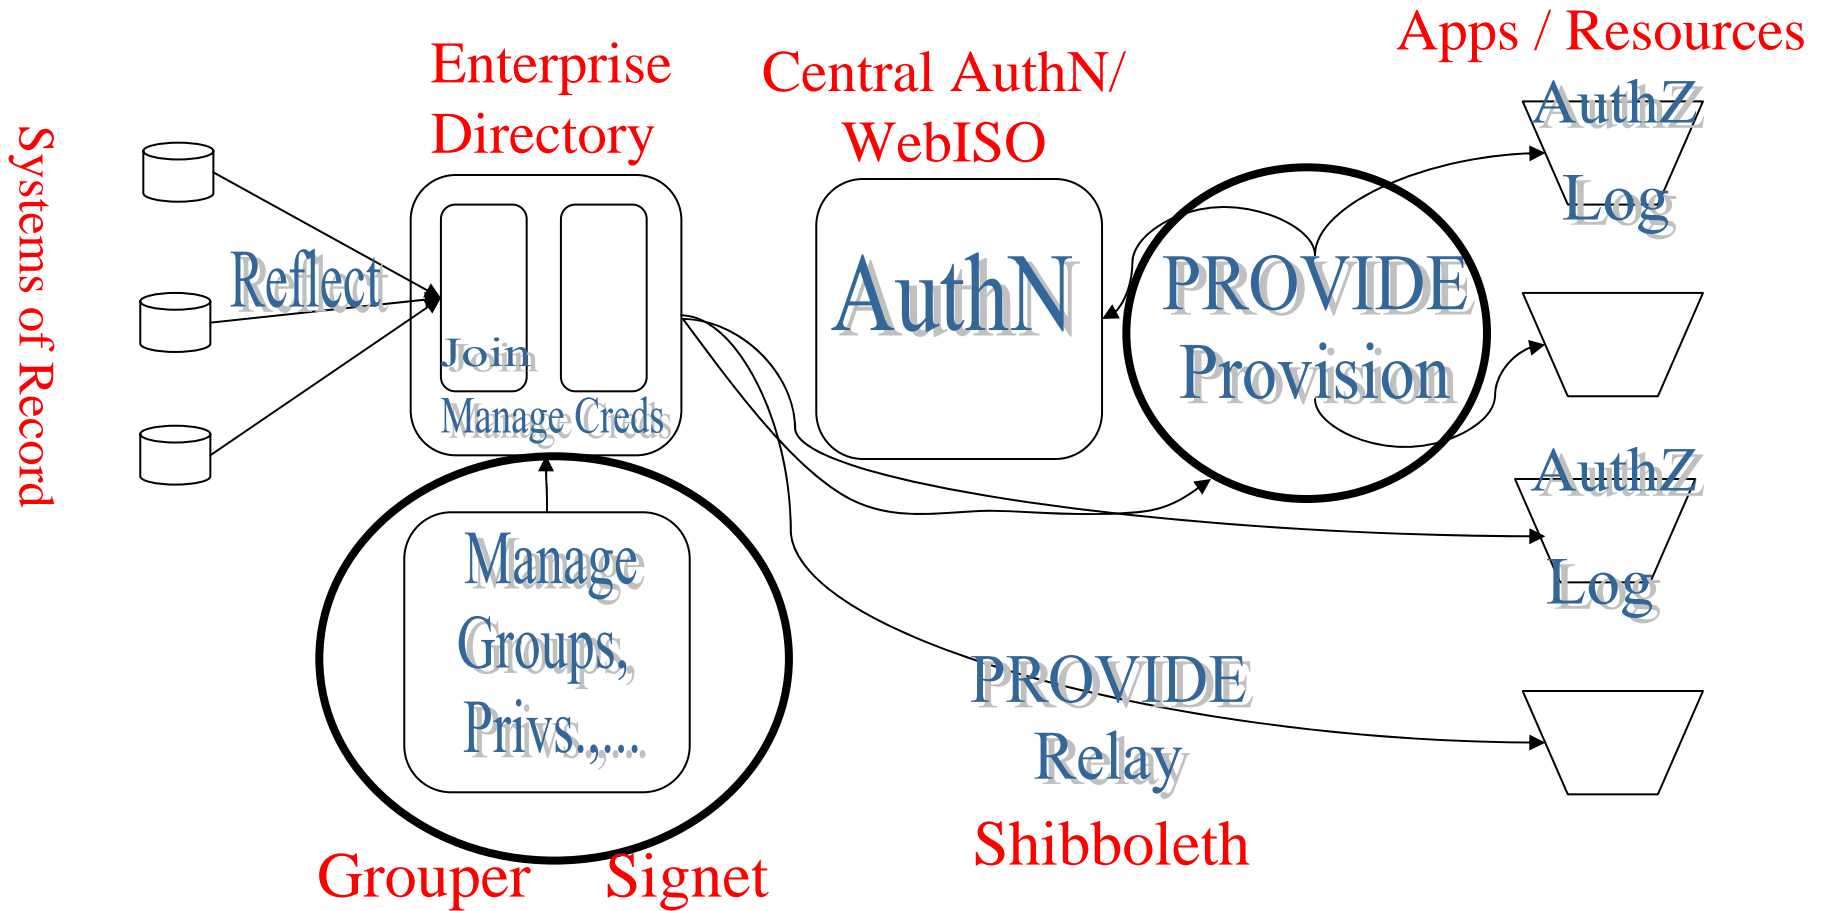 Apps / Resources
Enterprise
Directory
Central AuthN/
WebISO
AuthZ
Log
Systems of Record
Reflect
AuthN
PROVIDE
Provision
Join
Manage Creds
AuthZ
Log
Manage
Groups,
Privs.,...
PROVIDE
Relay
Shibboleth
Grouper
Signet